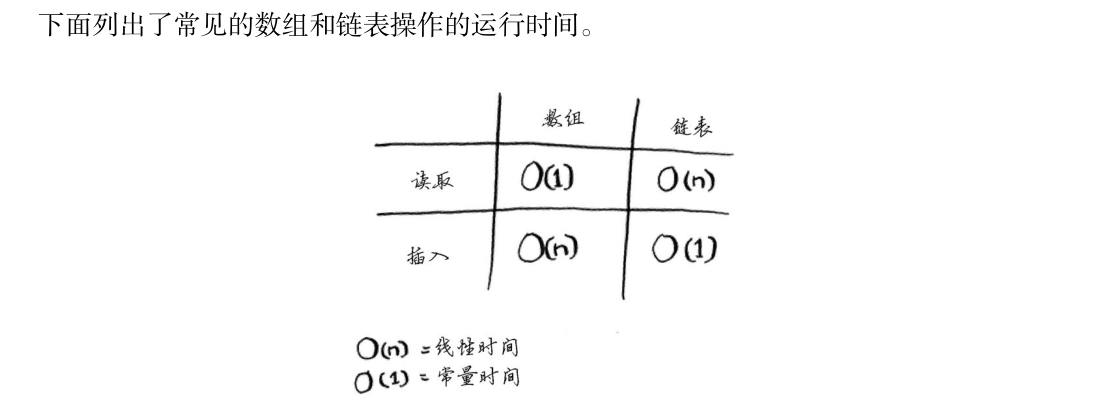 下面列出了常见的数组和链表操作的运行时间。
数组 链表
读取 O(1) O(n)
插入 O(n) O(1)
O(n) = 线性时间
O(1) = 常量时间